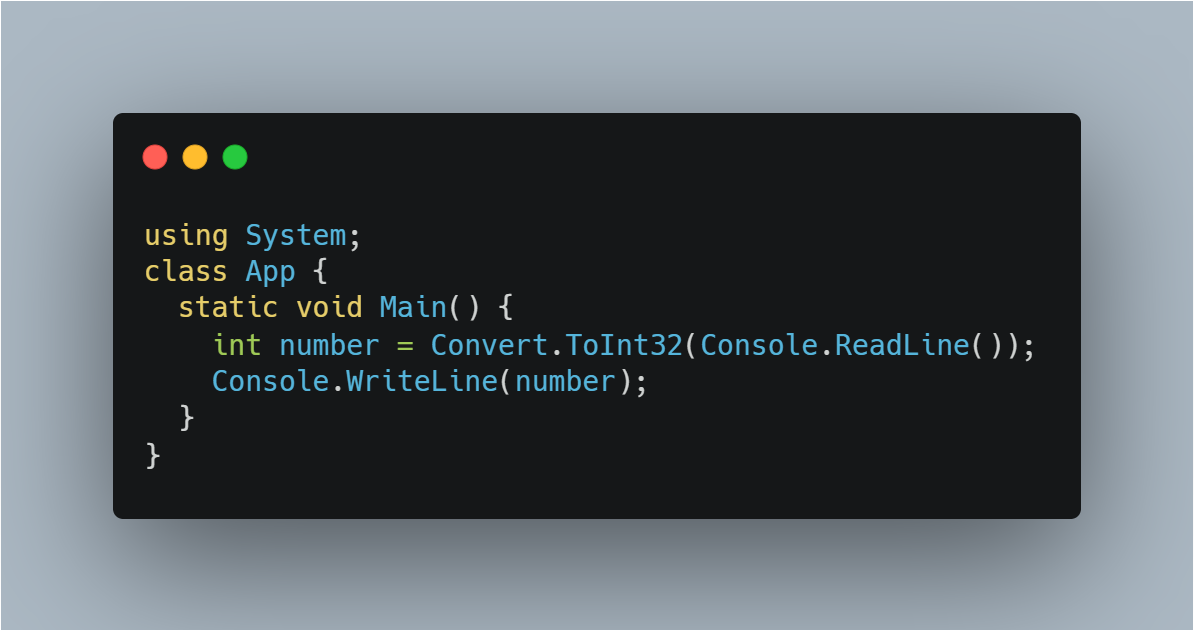 using System;
class App {
  static void Main() {
    int number = Convert.ToInt32(Console.ReadLine());
    Console.WriteLine(number);
  }
}